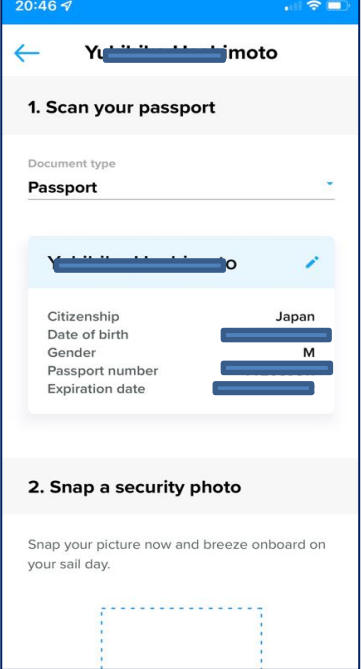 20:46
imoto
1. Scan your passport
Document type
Passport
Citizenship Japan
Date of birth
Gender M
Passport number
Expiration date
2. Snap a security photo
Snap your picture now and breeze onboard on
your sail day.